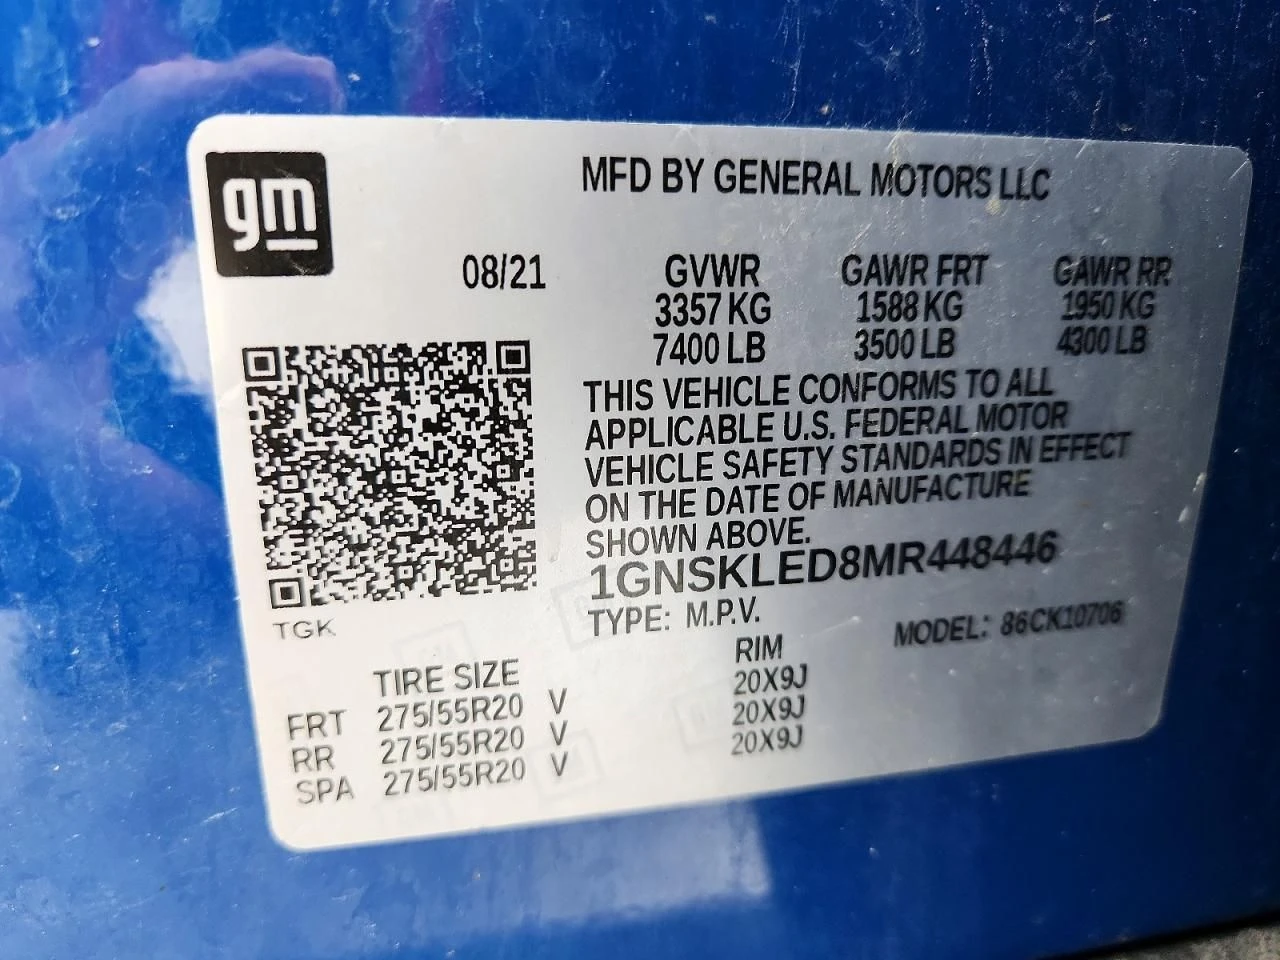 gm
MFD BY GENERAL MOTORS LLC
08/21 GVWR GAWR FRT GAWR RR
3357 KG 1588 KG 1950 KG
7400 LB 3500 LB 4300 LB
THIS VEHICLE CONFORMS TO ALL
APPLICABLE U.S. FEDERAL MOTOR
VEHICLE SAFETY STANDARDS IN EFFECT
ON THE DATE OF MANUFACTURE
SHOWN ABOVE.
1GNSKLED8MR448446
TYPE: M.P.V. MODEL: 86CK10706
TGK
TIRE SIZE RIM
FRT 275/55R20 V 20X9J
RR 275/55R20 V 20X9J
SPA 275/55R20 V 20X9J